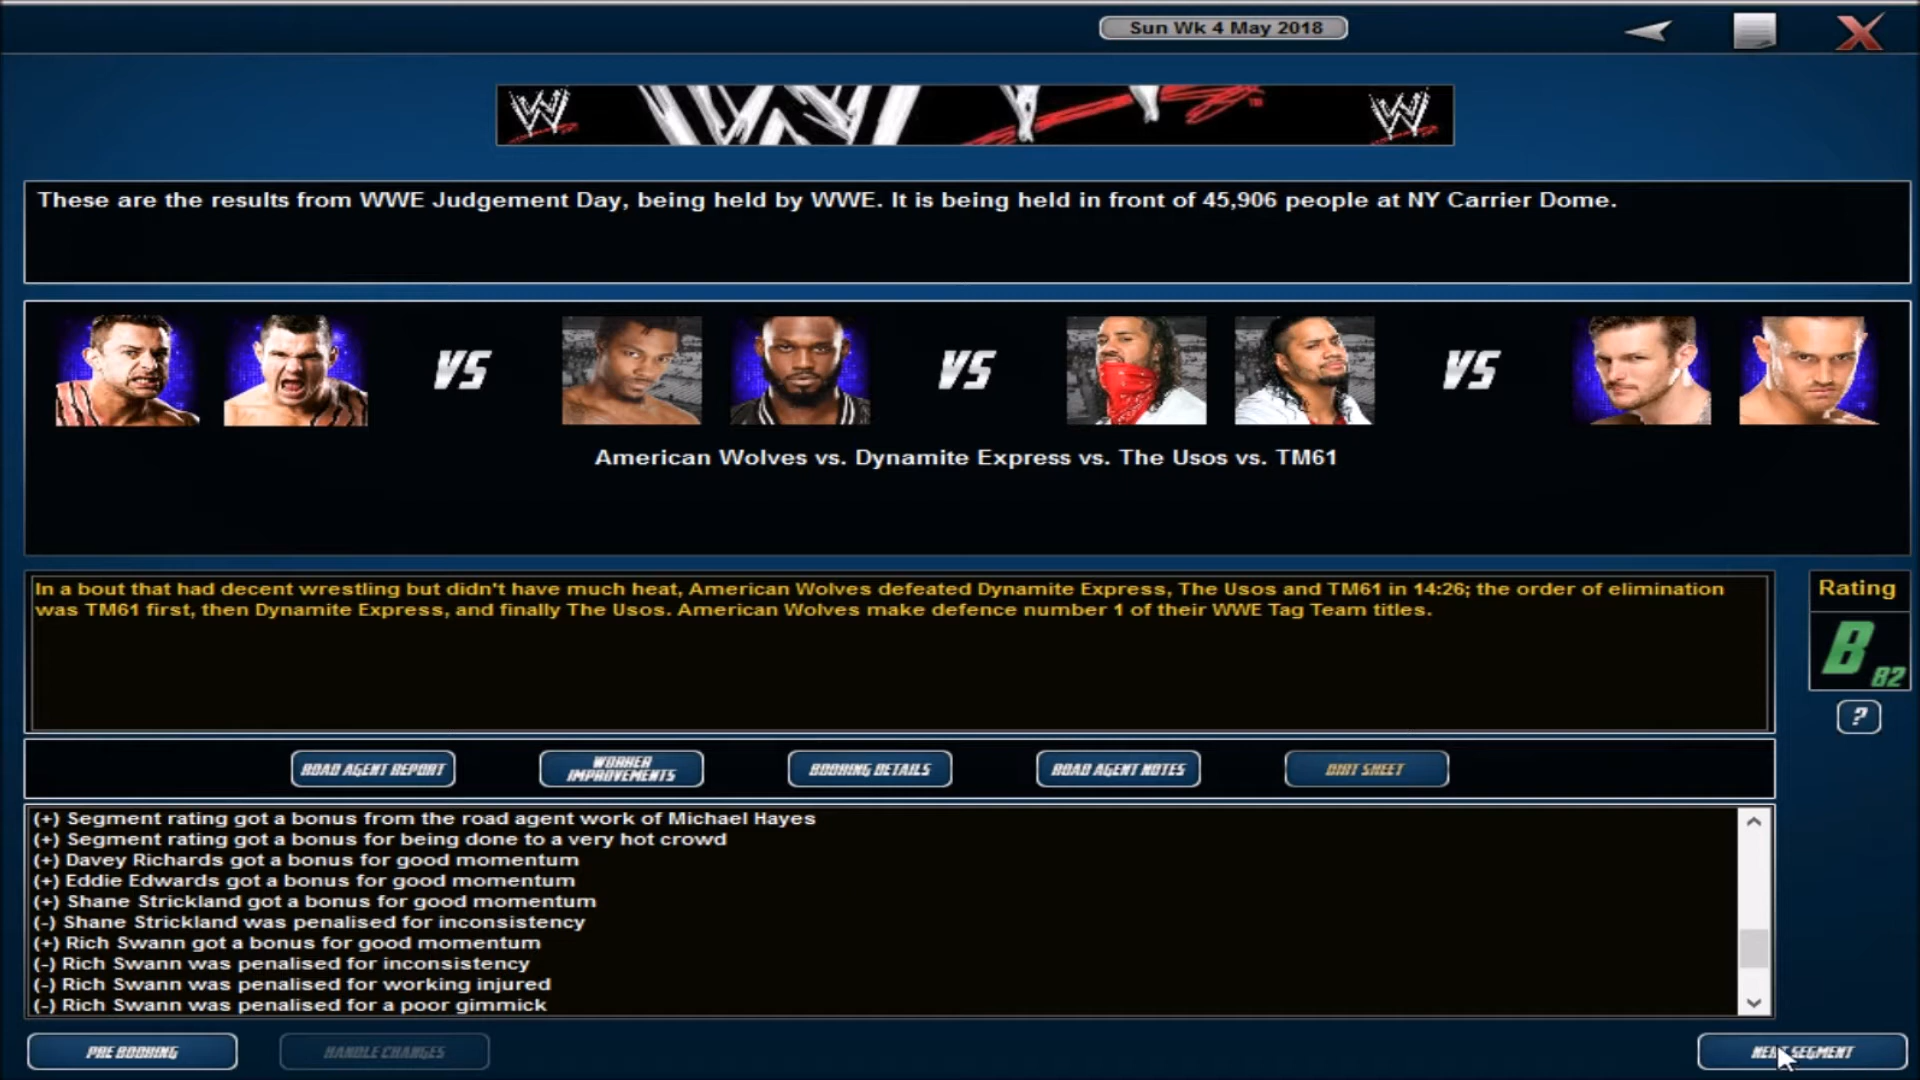 Sun Wk 4 May 2018
These are the results from WWE Judgement Day, being held by WWE. It is being held in front of 45,906 people at NY Carrier Dome.
VS VS VS
American Wolves vs. Dynamite Express vs. The Usos vs. TM61
In a bout that had decent wrestling but didn't have much heat, American Wolves defeated Dynamite Express, The Usos and TM61 in 14:26; the order of elimination
was TM61 first, then Dynamite Express, and finally The Usos. American Wolves make defence number 1 of their WWE Tag Team titles.
Rating
B 82
?
ROAD AGENT REPORT
WORKER
IMPROVEMENTS
BOOKING DETAILS
ROAD AGENT NOTES
DIRT SHEET
(+) Segment rating got a bonus from the road agent work of Michael Hayes
(+) Segment rating got a bonus for being done to a very hot crowd
(+) Davey Richards got a bonus for good momentum
(+) Eddie Edwards got a bonus for good momentum
(+) Shane Strickland got a bonus for good momentum
(-) Shane Strickland was penalised for inconsistency
(+) Rich Swann got a bonus for good momentum
(-) Rich Swann was penalised for inconsistency
(-) Rich Swann was penalised for working injured
(-) Rich Swann was penalised for a poor gimmick
PRE BOOKING
HANDLE CHANGES
NEXT SEGMENT